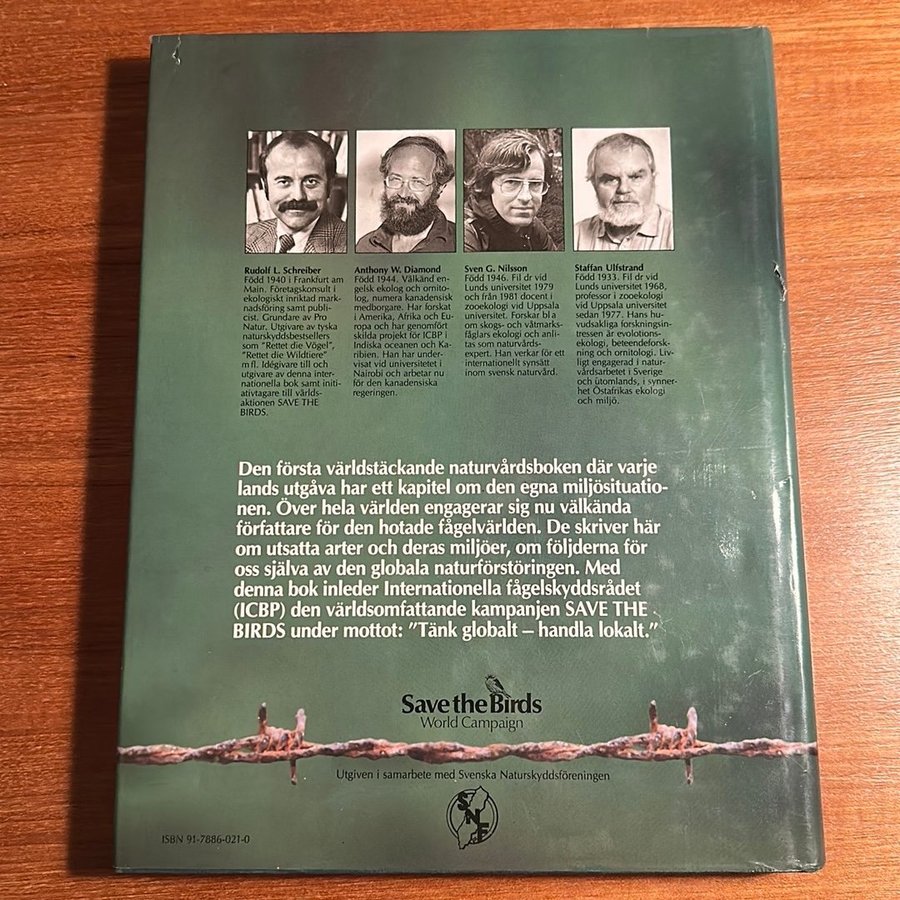 Rudolf L. Schreiber
Född 1940 i Frankfurt am
Main. Företagskonsult i
ekologiskt inriktad mark-
nadsföring samt publi-
cist. Grundare av Pro
Natur. Utgivare av tyska
naturskyddsbestsellers
som "Rettet die Vögel",
"Rettet die Wildtiere"
m fl. Idégivare till och
utgivare av denna inter-
nationella bok samt initi-
ativtagare till världs-
aktionen SAVE THE
BIRDS.
Anthony W. Diamond
Född 1944. Välkänd en-
gelsk ekolog och ornito-
log, numera kanadensisk
medborgare. Har forskat
i Amerika, Afrika och Eu-
ropa och har genomfört
skilda projekt för ICBP i
Indiska oceanen och Ka-
ribien. Han har under-
visat vid universitetet i
Nairobi och arbetar nu
för den kanadensiska
regeringen.
Sven G. Nilsson
Född 1946. Fil dr vid
Lunds universitet 1979
och från 1981 docent i
zooekologi vid Uppsala
universitet. Forskar bl a
om skogs- och våtmarks-
fåglars ekologi och anli-
tas som naturvårds-
expert. Han verkar för ett
internationellt synsätt
inom svensk naturvård.
Staffan Ulfstrand
Född 1933. Fil dr vid
Lunds universitet 1968,
professor i zooekologi
vid Uppsala universitet
sedan 1977. Hans hu-
vudsakliga forskningsin-
tressen är evolutions-
ekologi, beteendeforsk-
ning och ornitologi. Liv-
ligt engagerad i natur-
vårdsarbetet i Sverige
och utomlands, i synner-
het Östafrikas ekologi
och miljö.
Den första världstäckande naturvårdsboken där varje
lands utgåva har ett kapitel om den egna miljösituatio-
nen. Över hela världen engagerar sig nu välkända
författare för den hotade fågelvärlden. De skriver här
om utsatta arter och deras miljöer, om följderna för
oss själva av den globala naturförstöringen. Med
denna bok inleder Internationella fågelskyddsrådet
(ICBP) den världsomfattande kampanjen SAVE THE
BIRDS under mottot: ”Tänk globalt – handla lokalt.”
Save the Birds
World Campaign
Utgiven i samarbete med Svenska Naturskyddsföreningen
SNF
ISBN 91-7886-021-0